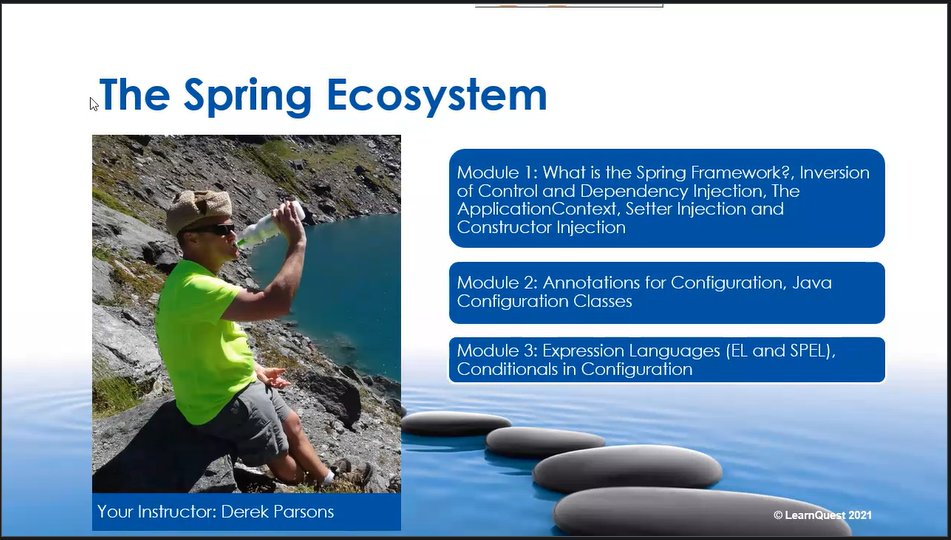 The Spring Ecosystem
Module 1: What is the Spring Framework?, Inversion
of Control and Dependency Injection, The
ApplicationContext, Setter Injection and
Constructor Injection
Module 2: Annotations for Configuration, Java
Configuration Classes
Module 3: Expression Languages (EL and SPEL),
Conditionals in Configuration
Your Instructor: Derek Parsons
© LearnQuest 2021